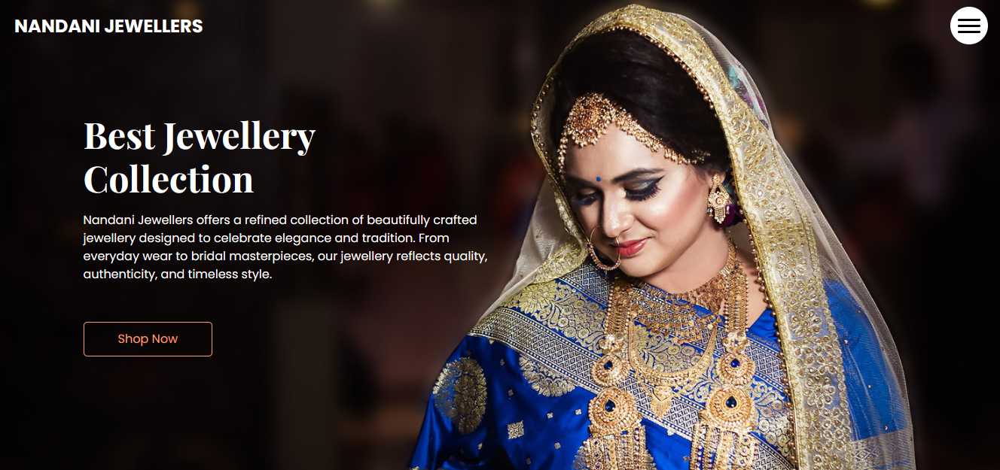 NANDANI JEWELLERS
Best Jewellery
Collection
Nandani Jewellers offers a refined collection of beautifully crafted
jewellery designed to celebrate elegance and tradition. From
everyday wear to bridal masterpieces, our jewellery reflects quality,
authenticity, and timeless style.
Shop Now